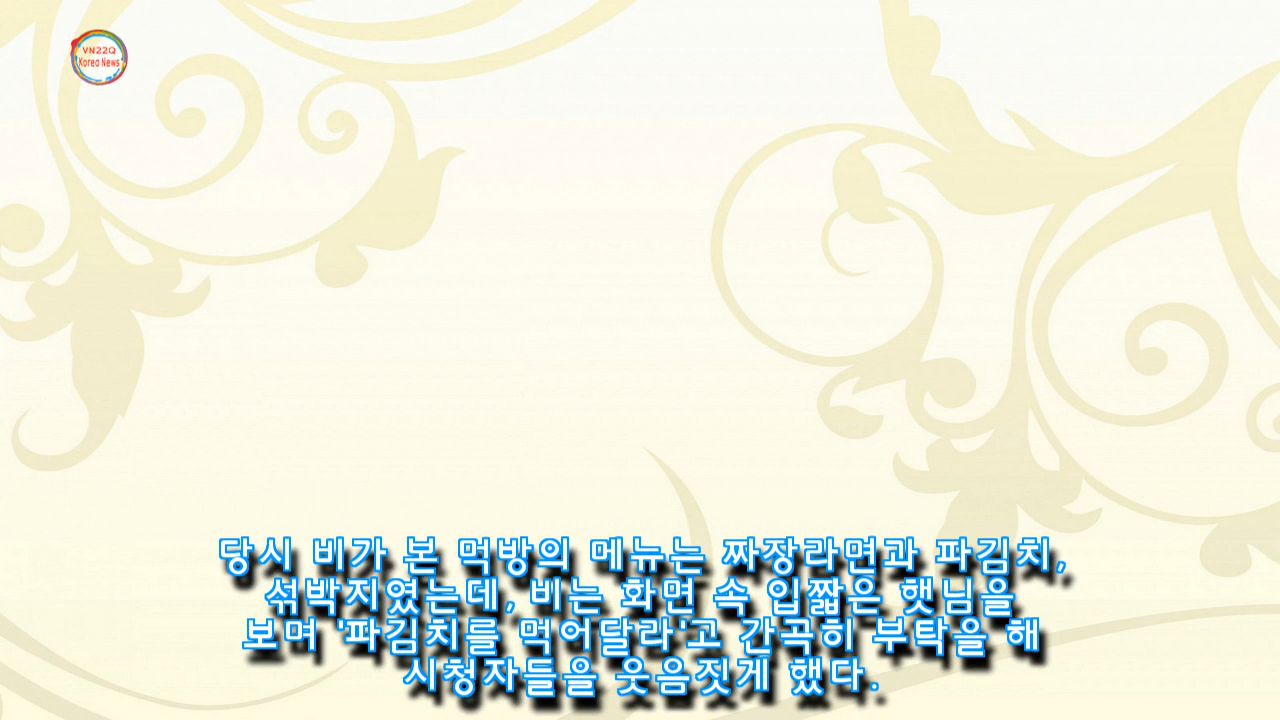 VN22Q
Korea News
당시 비가 본 먹방의 메뉴는 짜장라면과 파김치,
섞박지였는데, 비는 화면 속 입짧은 햇님을
보며 '파김치를 먹어달라'고 간곡히 부탁을 해
시청자들을 웃음짓게 했다.